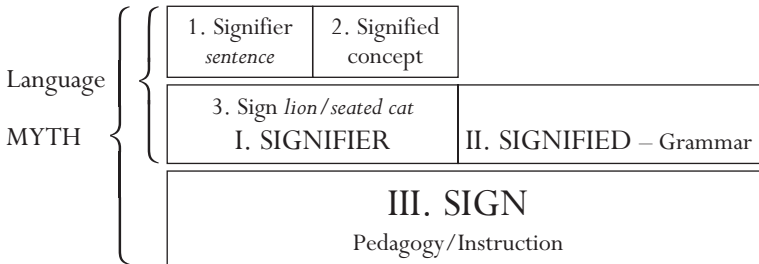 1. Signifier
sentence
2. Signified
concept
Language
3. Sign lion/seated cat
MYTH
I. SIGNIFIER
II. SIGNIFIED – Grammar
III. SIGN
Pedagogy/Instruction